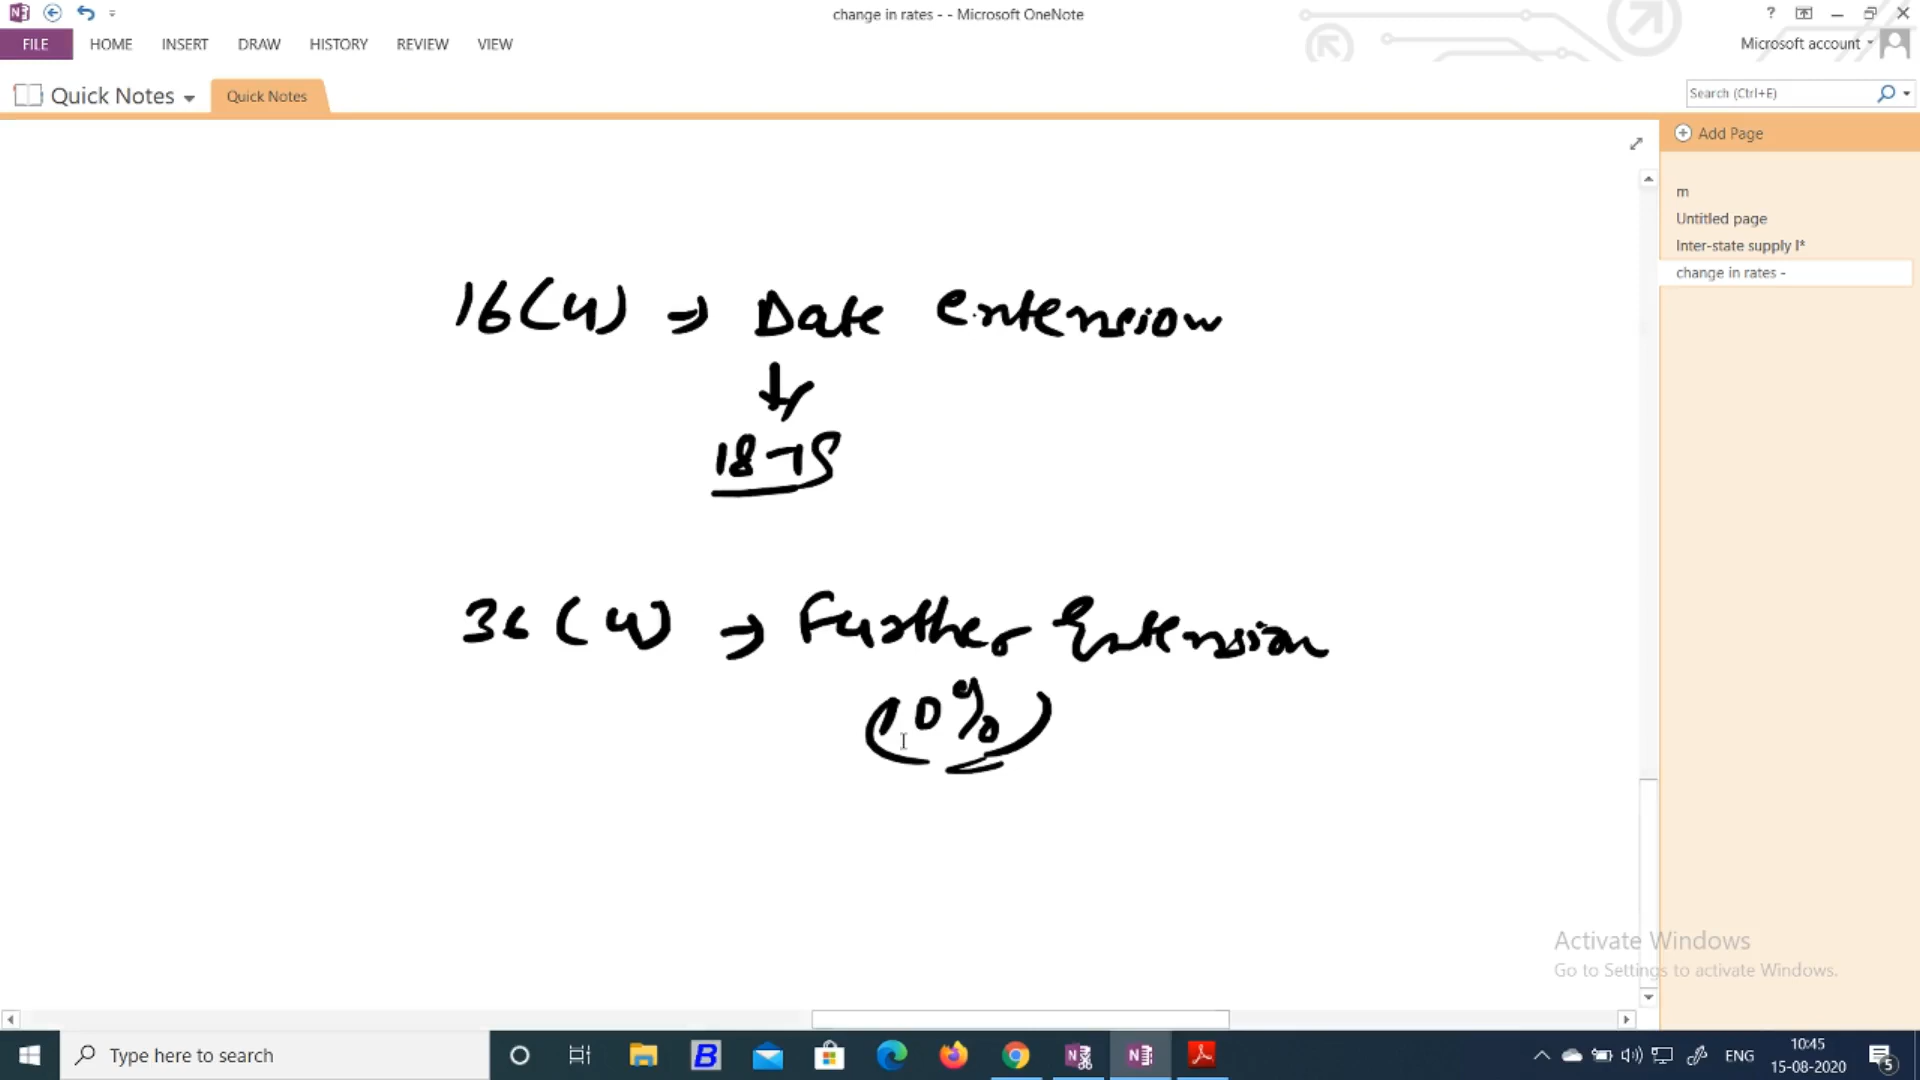 change in rates - - Microsoft OneNote
?
FILE HOME INSERT DRAW HISTORY REVIEW VIEW
Microsoft account
Quick Notes
Quick Notes
Search (Ctrl+E)
Add Page
m
Untitled page
Inter-state supply I*
change in rates -
16(4) → Date extension
18-19
36(4) → Further Extension
(10%)
Activate Windows
Go to Settings to activate Windows.
Type here to search
ENG
10:45
15-08-2020
5